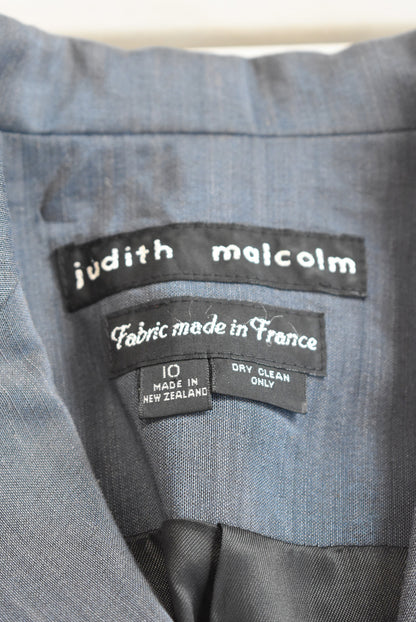 judith malcolm
Fabric made in France
10
MADE IN
NEW ZEALAND
DRY CLEAN
ONLY